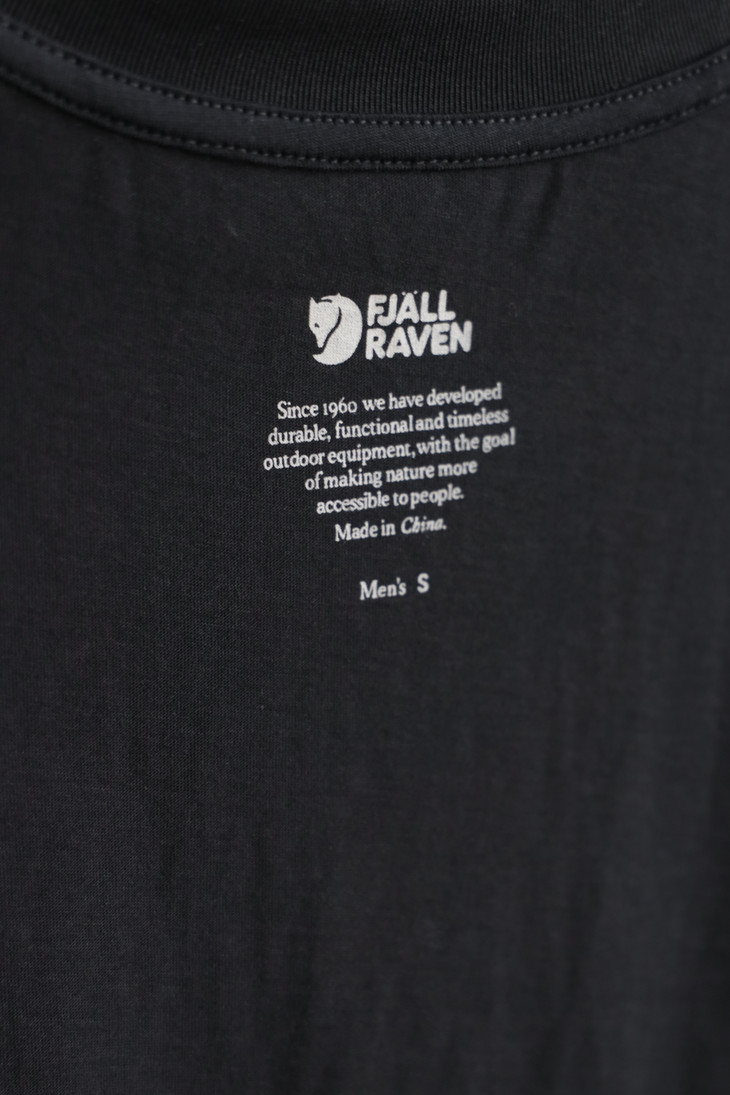 FJÄLL
RAVEN
Since 1960 we have developed
durable, functional and timeless
outdoor equipment, with the goal
of making nature more
accessible to people.
Made in China.
Men's S